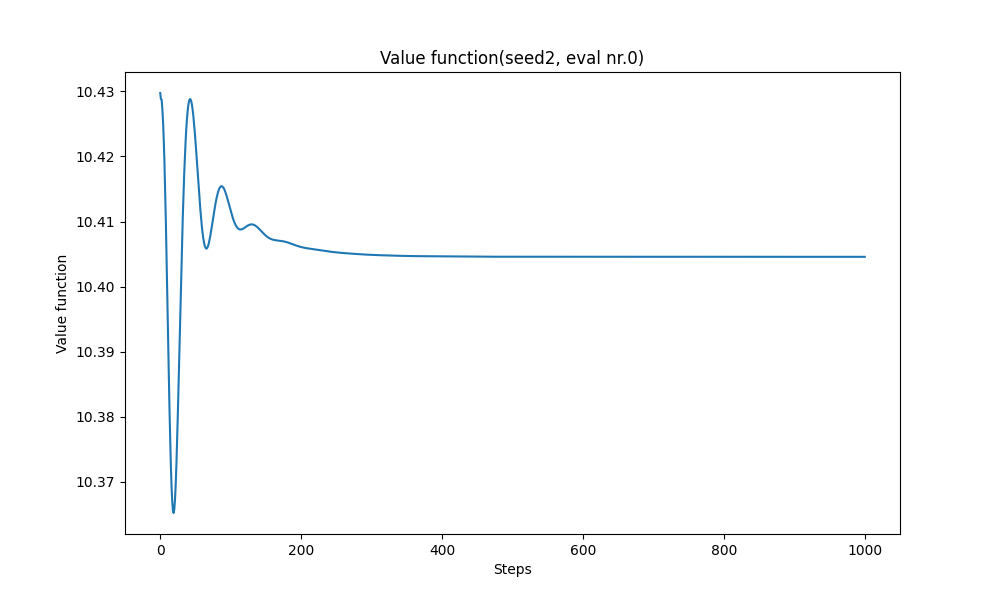 Value function(seed2, eval nr.0)
10.43
10.42
10.41
10.40
10.39
10.38
10.37
Value function
0 200 400 600 800 1000
Steps